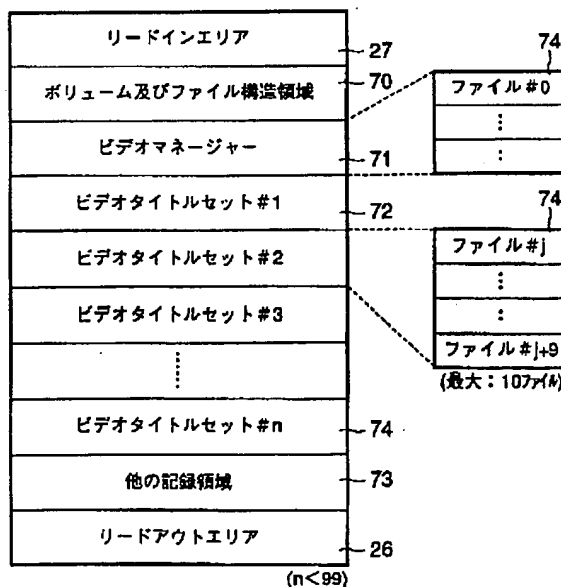 リードインエリア
27
70
ボリューム及びファイル構造領域
ビデオマネージャー
71
ビデオタイトルセット#1
72
ビデオタイトルセット#2
ビデオタイトルセット#3
ビデオタイトルセット#n
74
他の記録領域
73
リードアウトエリア
26
(n<99)
74
ファイル#0
74
ファイル#j
ファイル#j+9
(最大:10ファイル)